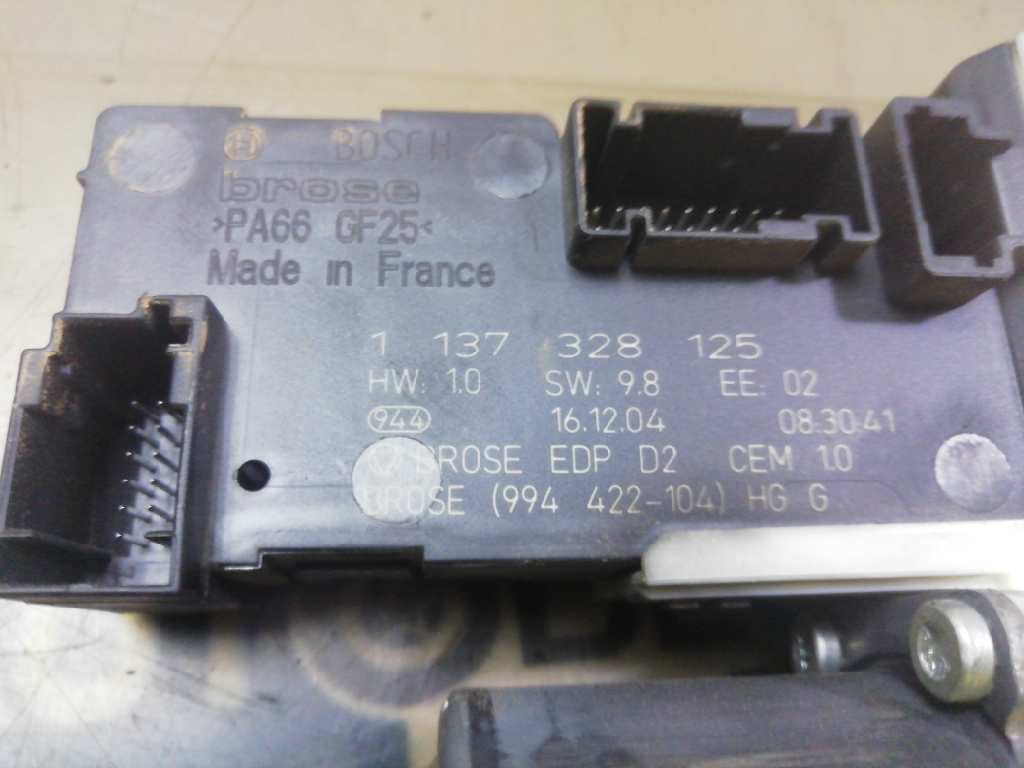 BOSCH
brose
>PA66 GF25<
Made in France
1 137 328 125
HW: 1.0 SW: 9.8 EE: 02
944 16.12.04 08:30:41
BROSE EDP D2 CEM 1.0
BROSE (994 422-104) HG G